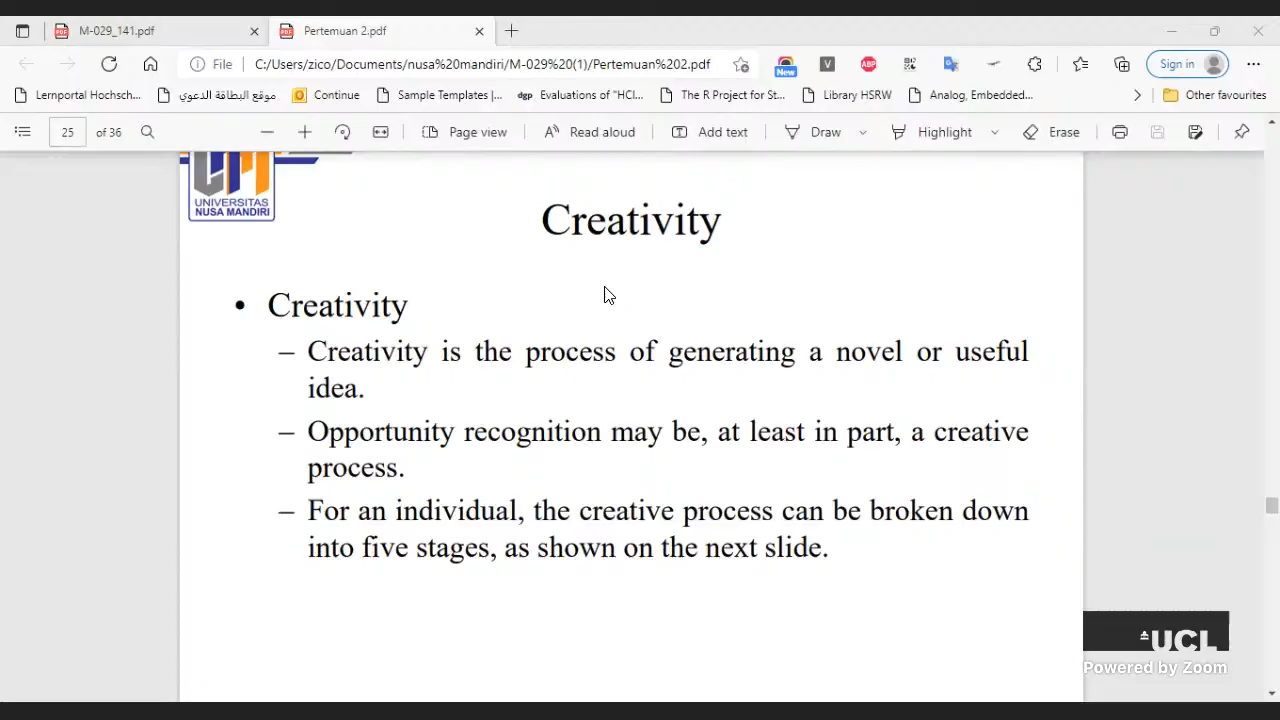 M-029_141.pdf
Pertemuan 2.pdf
File C:/Users/zico/Documents/nusa%20mandiri/M-029%20(1)/Pertemuan%202.pdf New V ABP Sign in
Lernportal Hochsch... موقع البطاقة الدعوي Continue Sample Templates |... dgp Evaluations of "HCI... The R Project for St... Library HSRW Analog, Embedded... Other favourites
25 of 36 Page view Read aloud Add text Draw Highlight Erase
UNIVERSITAS
NUSA MANDIRI
Creativity
• Creativity
– Creativity is the process of generating a novel or useful
idea.
– Opportunity recognition may be, at least in part, a creative
process.
– For an individual, the creative process can be broken down
into five stages, as shown on the next slide.
UCL
Powered by Zoom